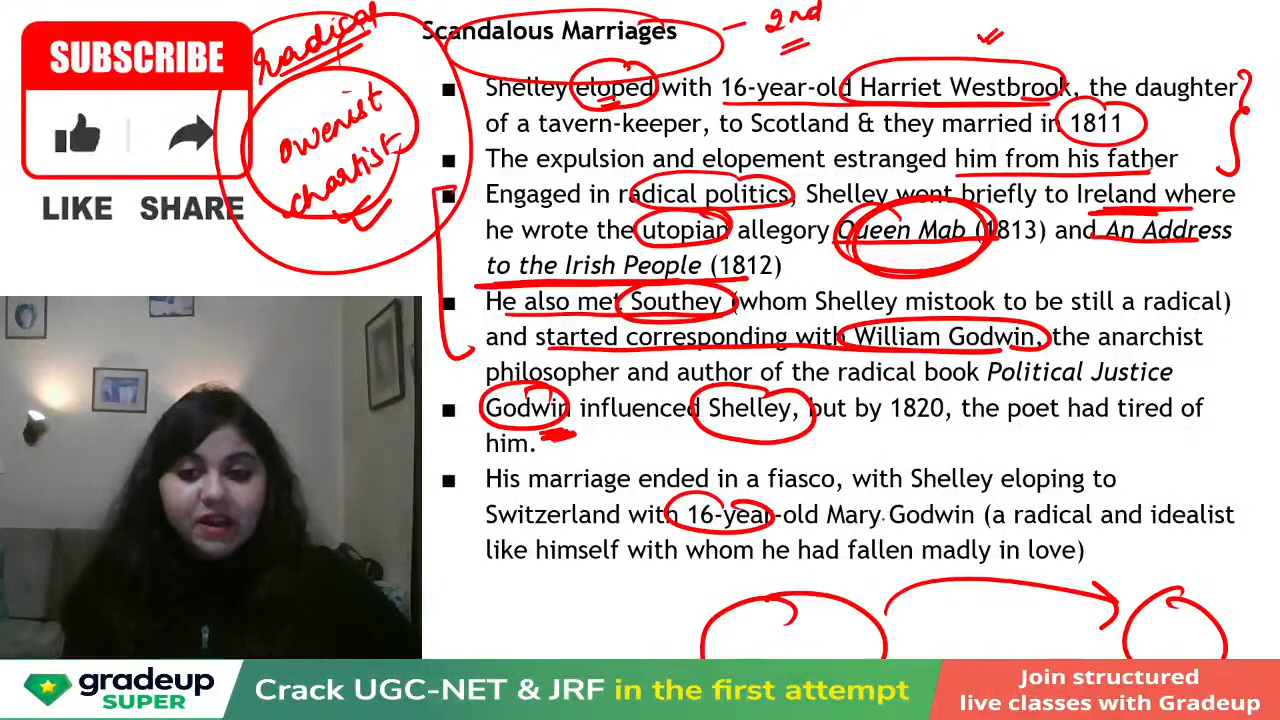 SUBSCRIBE
LIKE SHARE
radical
owenist
chartist
Scandalous Marriages
2nd
■ Shelley eloped with 16-year-old Harriet Westbrook, the daughter
of a tavern-keeper, to Scotland & they married in 1811
■ The expulsion and elopement estranged him from his father
■ Engaged in radical politics, Shelley went briefly to Ireland where
he wrote the utopian allegory Queen Mab (1813) and An Address
to the Irish People (1812)
■ He also met Southey (whom Shelley mistook to be still a radical)
and started corresponding with William Godwin, the anarchist
philosopher and author of the radical book Political Justice
■ Godwin influenced Shelley, but by 1820, the poet had tired of
him.
■ His marriage ended in a fiasco, with Shelley eloping to
Switzerland with 16-year-old Mary Godwin (a radical and idealist
like himself with whom he had fallen madly in love)
gradeup
SUPER
Crack UGC-NET & JRF in the first attempt
Join structured
live classes with Gradeup